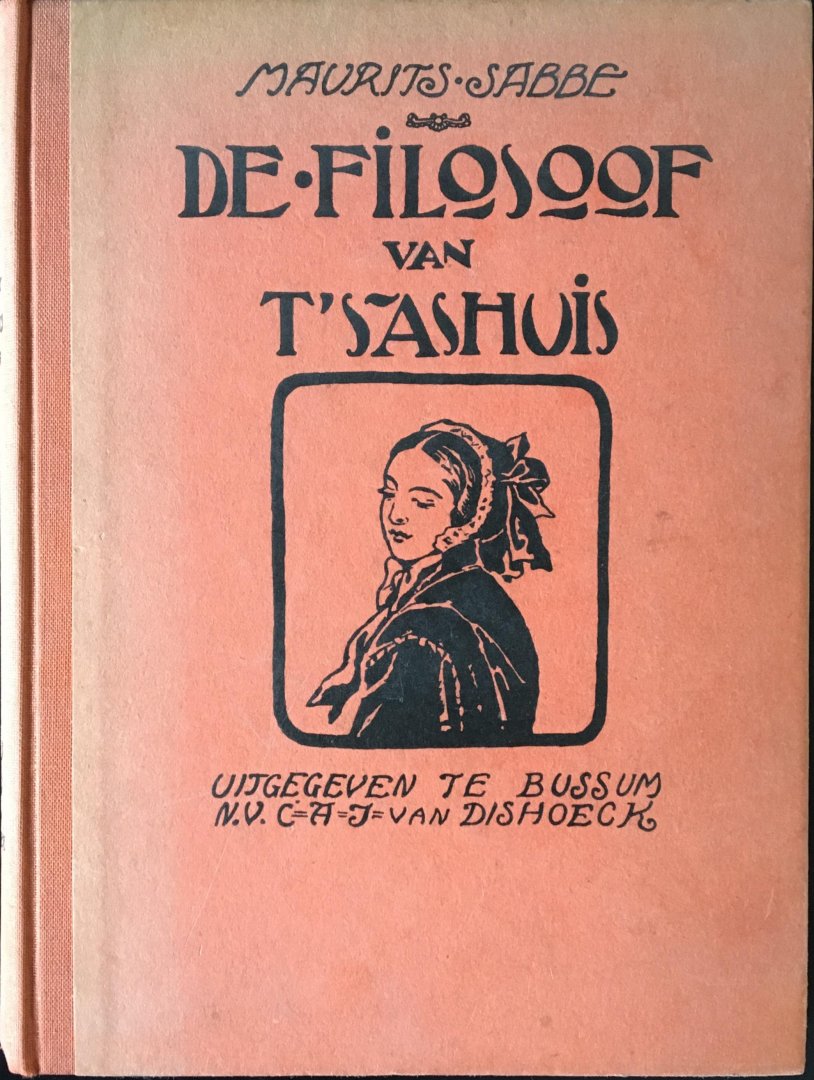 MAURITS·SABBE
DE·FILOSOOF
VAN
T'SASHUIS
UITGEGEVEN TE BUSSUM
N.V. C=A=J=VAN DISHOECK